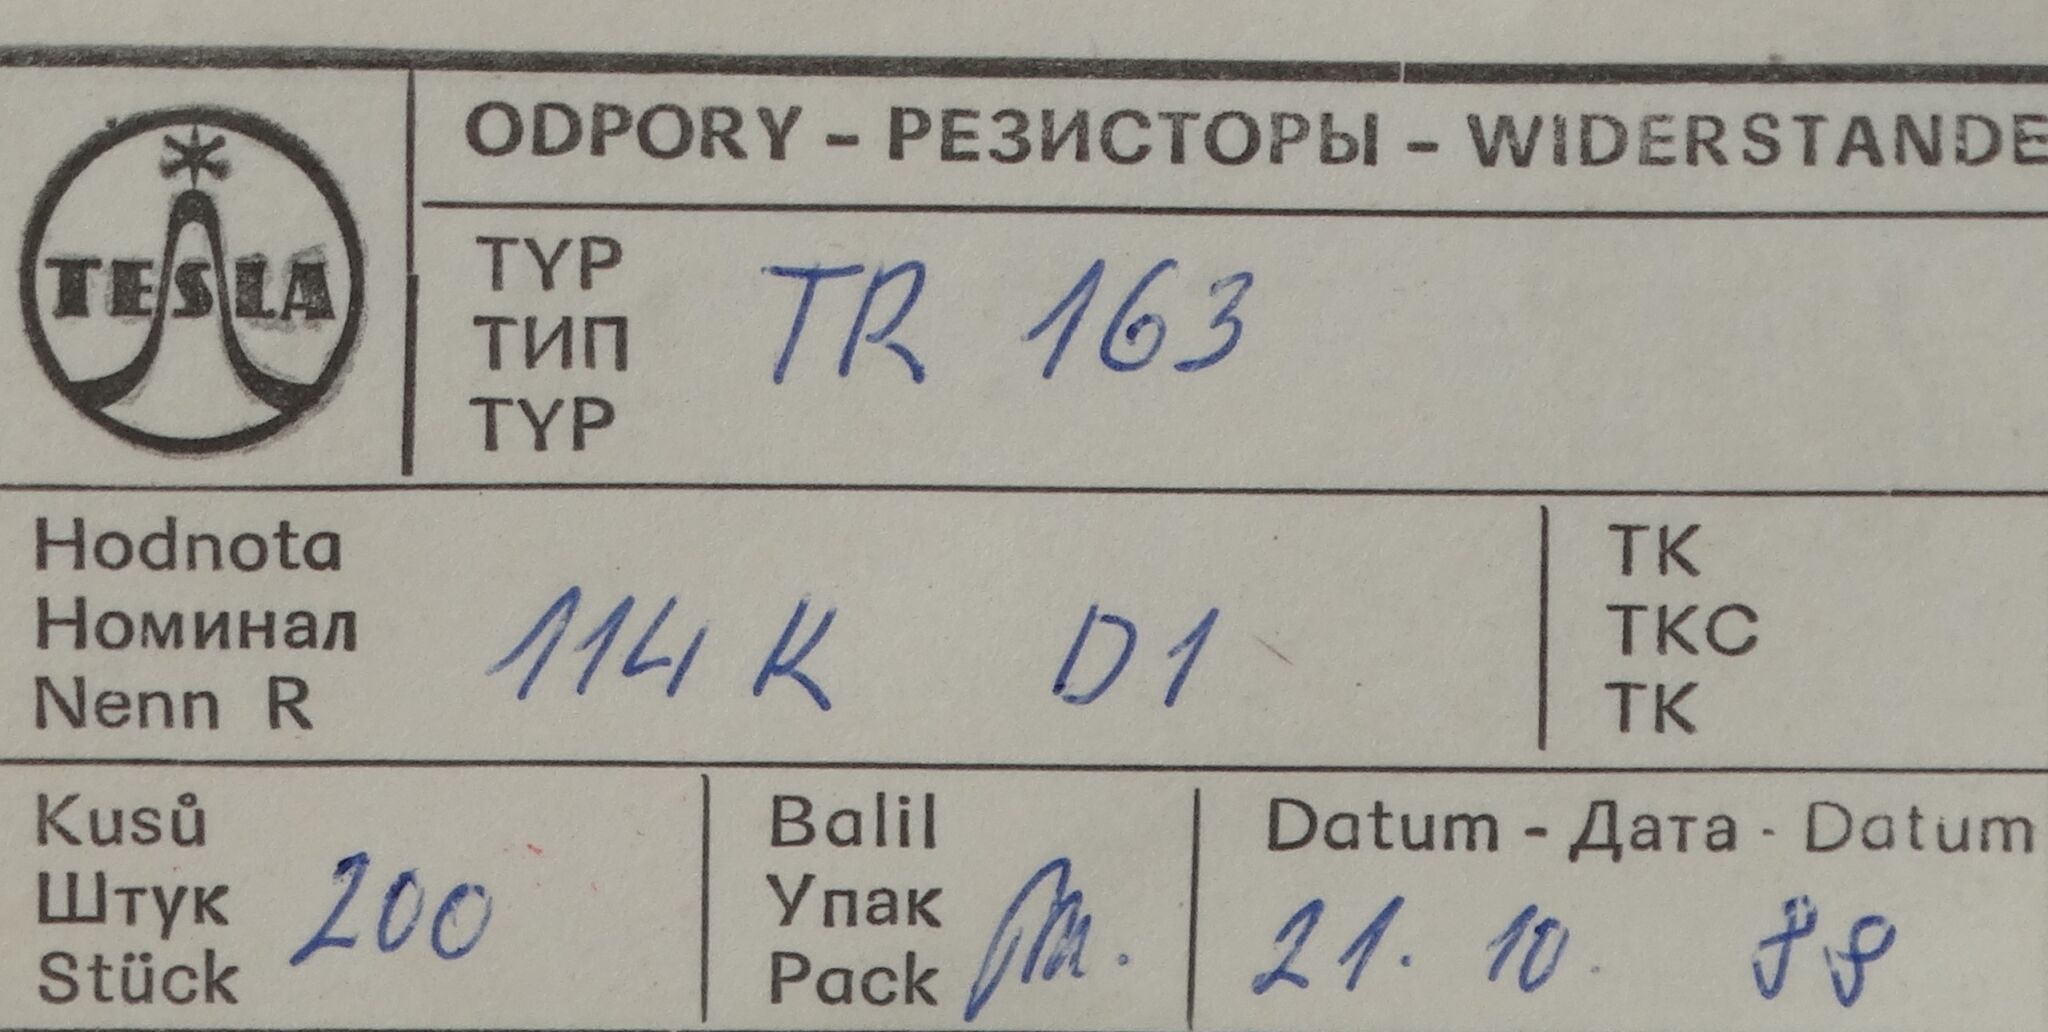 TESLA
ODPORY - РЕЗИСТОРЫ - WIDERSTANDE
TYP
ТИП
TYP
TR 163
Hodnota
Номинал
Nenn R
114 K D1
TK
TKC
TK
Kusů
Штук
Stück
200
Balil
Упак
Pack
Datum - Дата - Datum
21. 10.